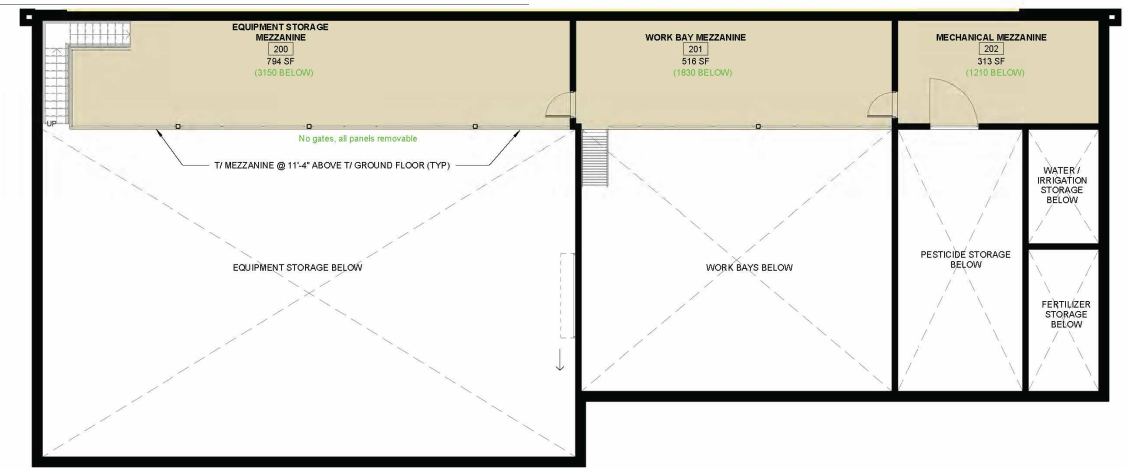 EQUIPMENT STORAGE
MEZZANINE
200
794 SF
(3150 BELOW)
WORK BAY MEZZANINE
201
516 SF
(1830 BELOW)
MECHANICAL MEZZANINE
202
313 SF
(1210 BELOW)
UP
No gates, all panels removable
T/ MEZZANINE @ 11'-4" ABOVE T/ GROUND FLOOR (TYP)
WATER /
IRRIGATION
STORAGE
BELOW
EQUIPMENT STORAGE BELOW
WORK BAYS BELOW
PESTICIDE STORAGE
BELOW
FERTILIZER
STORAGE
BELOW